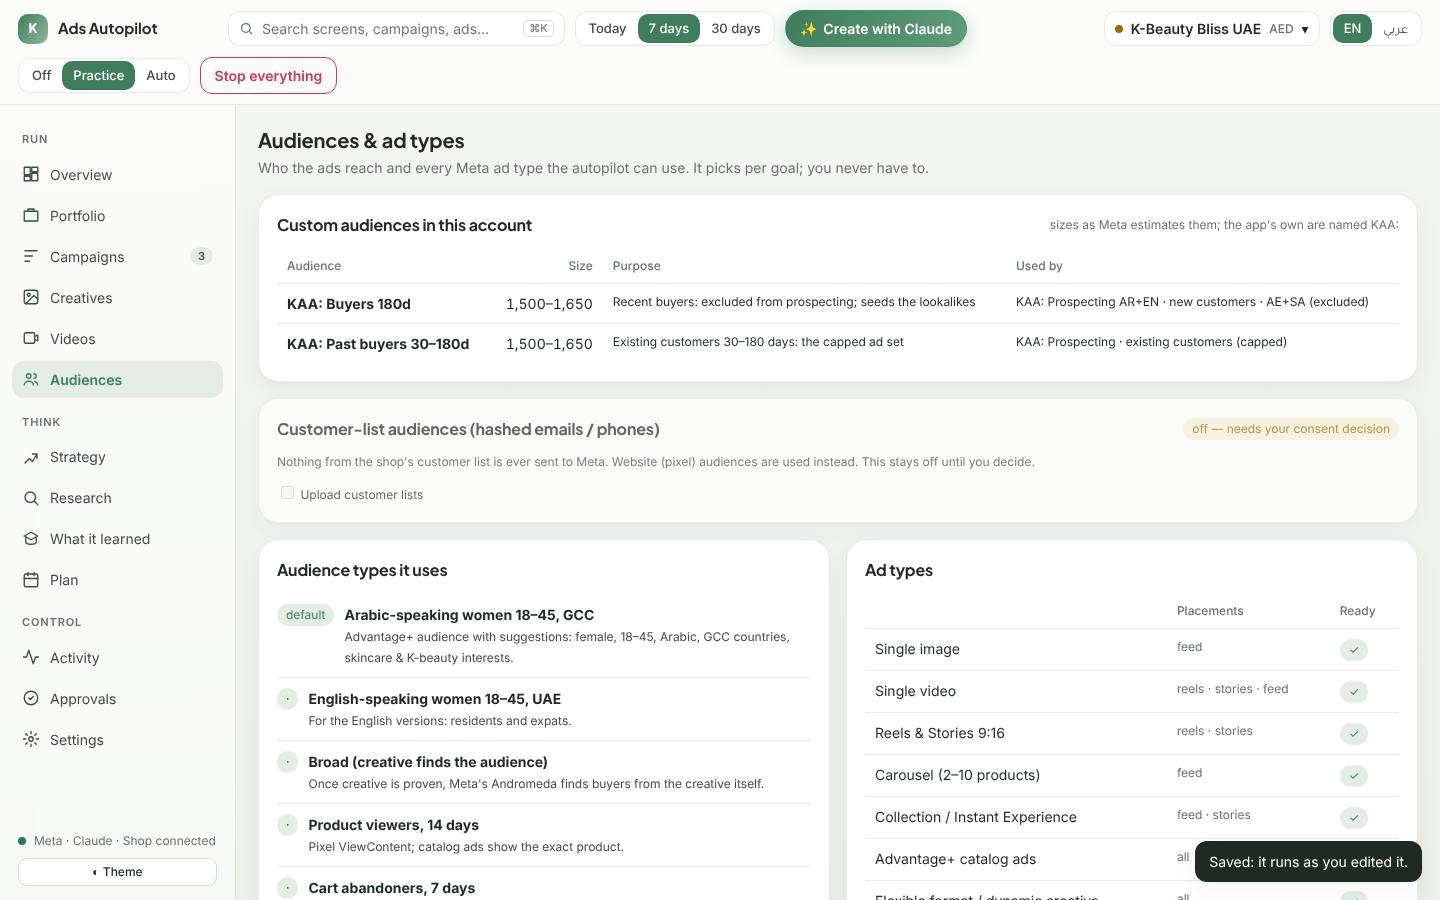 K
Ads Autopilot
Search screens, campaigns, ads...
⌘K
Today
7 days
30 days
✨ Create with Claude
K-Beauty Bliss UAE AED ▾
EN
عربي
Off
Practice
Auto
Stop everything
RUN
Overview
Portfolio
Campaigns
3
Creatives
Videos
Audiences
THINK
Strategy
Research
What it learned
Plan
CONTROL
Activity
Approvals
Settings
Meta · Claude · Shop connected
Theme
Audiences & ad types
Who the ads reach and every Meta ad type the autopilot can use. It picks per goal; you never have to.
Custom audiences in this account
sizes as Meta estimates them; the app's own are named KAA:
Audience Size Purpose Used by
KAA: Buyers 180d 1,500–1,650 Recent buyers: excluded from prospecting; seeds the lookalikes KAA: Prospecting AR+EN · new customers · AE+SA (excluded)
KAA: Past buyers 30–180d 1,500–1,650 Existing customers 30–180 days: the capped ad set KAA: Prospecting · existing customers (capped)
Customer-list audiences (hashed emails / phones)
off — needs your consent decision
Nothing from the shop's customer list is ever sent to Meta. Website (pixel) audiences are used instead. This stays off until you decide.
Upload customer lists
Audience types it uses
default
Arabic-speaking women 18–45, GCC
Advantage+ audience with suggestions: female, 18–45, Arabic, GCC countries,
skincare & K-beauty interests.
· English-speaking women 18–45, UAE
For the English versions: residents and expats.
· Broad (creative finds the audience)
Once creative is proven, Meta's Andromeda finds buyers from the creative itself.
· Product viewers, 14 days
Pixel ViewContent; catalog ads show the exact product.
· Cart abandoners, 7 days
Ad types
Placements Ready
Single image feed ✓
Single video reels · stories · feed ✓
Reels & Stories 9:16 reels · stories ✓
Carousel (2–10 products) feed ✓
Collection / Instant Experience feed · stories ✓
Advantage+ catalog ads all
Flexible format / dynamic creative all
Saved: it runs as you edited it.